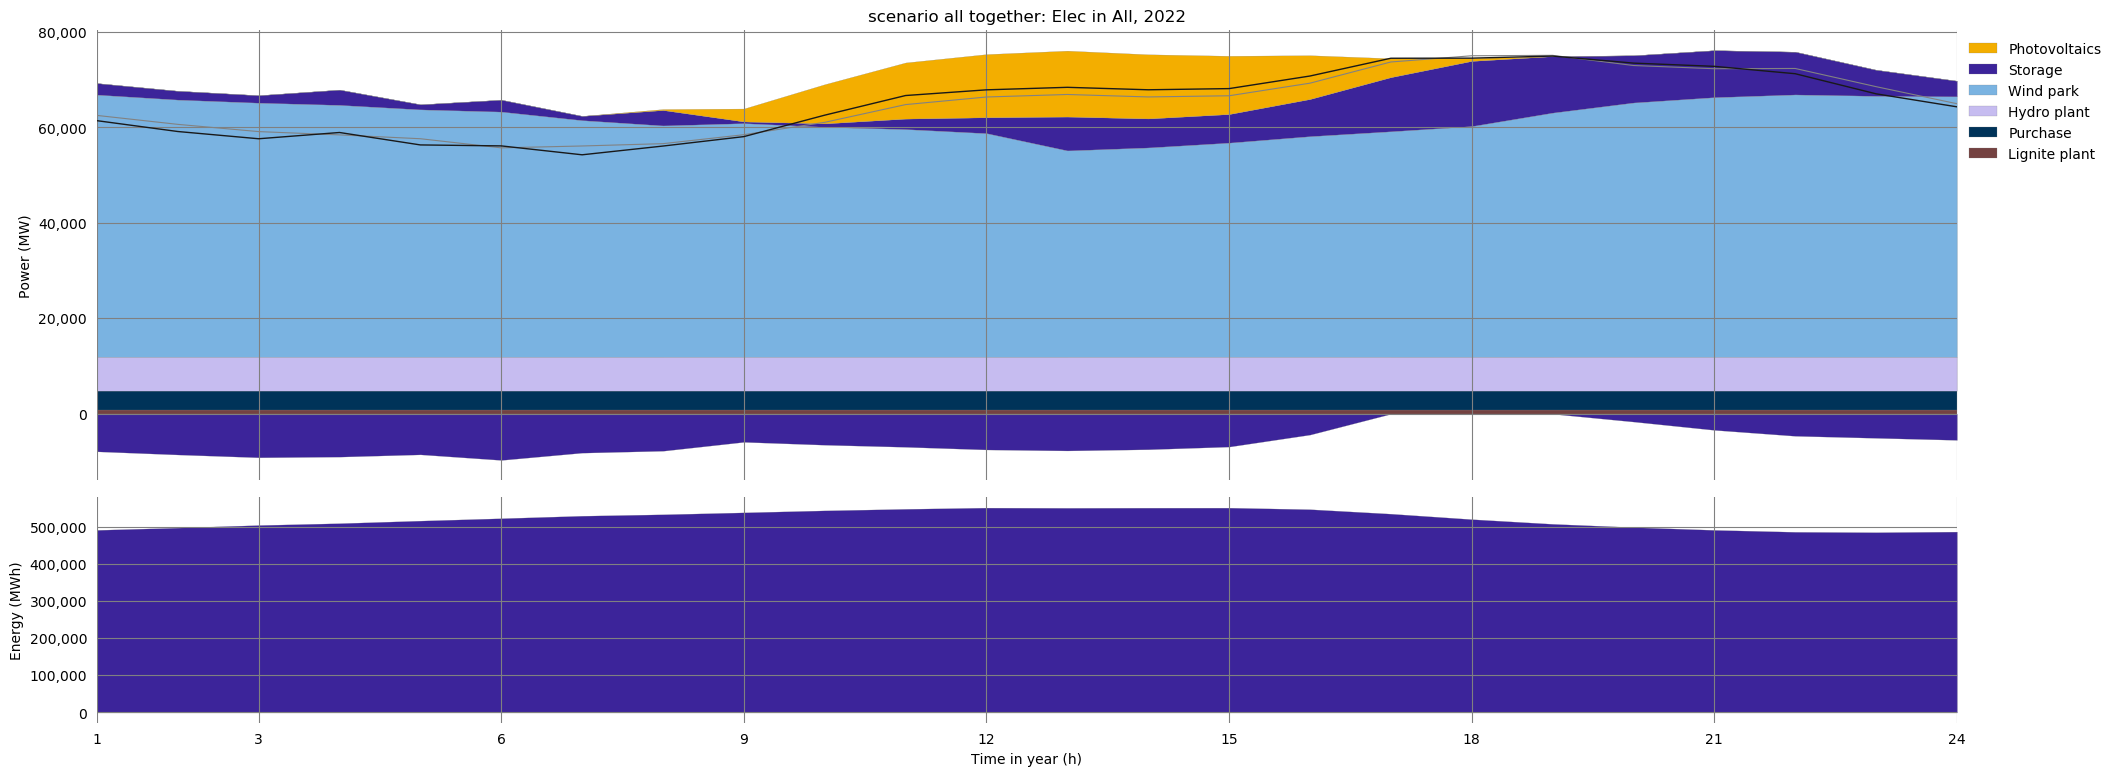 scenario all together: Elec in All, 2022
80,000
60,000
40,000
20,000
0
Power (MW)
Photovoltaics
Storage
Wind park
Hydro plant
Purchase
Lignite plant
500,000
400,000
300,000
200,000
100,000
0
Energy (MWh)
1 3 6 9 12 15 18 21 24
Time in year (h)